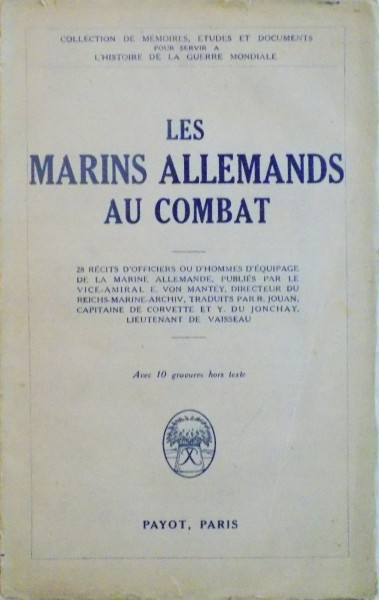 COLLECTION DE MÉMOIRES, ÉTUDES ET DOCUMENTS
POUR SERVIR A
L'HISTOIRE DE LA GUERRE MONDIALE
LES
MARINS ALLEMANDS
AU COMBAT
28 RÉCITS D'OFFICIERS OU D'HOMMES D'ÉQUIPAGE
DE LA MARINE ALLEMANDE, PUBLIÉS PAR LE
VICE-AMIRAL E. VON MANTEY, DIRECTEUR DU
REICHS-MARINE-ARCHIV, TRADUITS PAR R. JOUAN,
CAPITAINE DE CORVETTE ET Y. DU JONCHAY,
LIEUTENANT DE VAISSEAU
Avec 10 gravures hors texte
PAYOT, PARIS